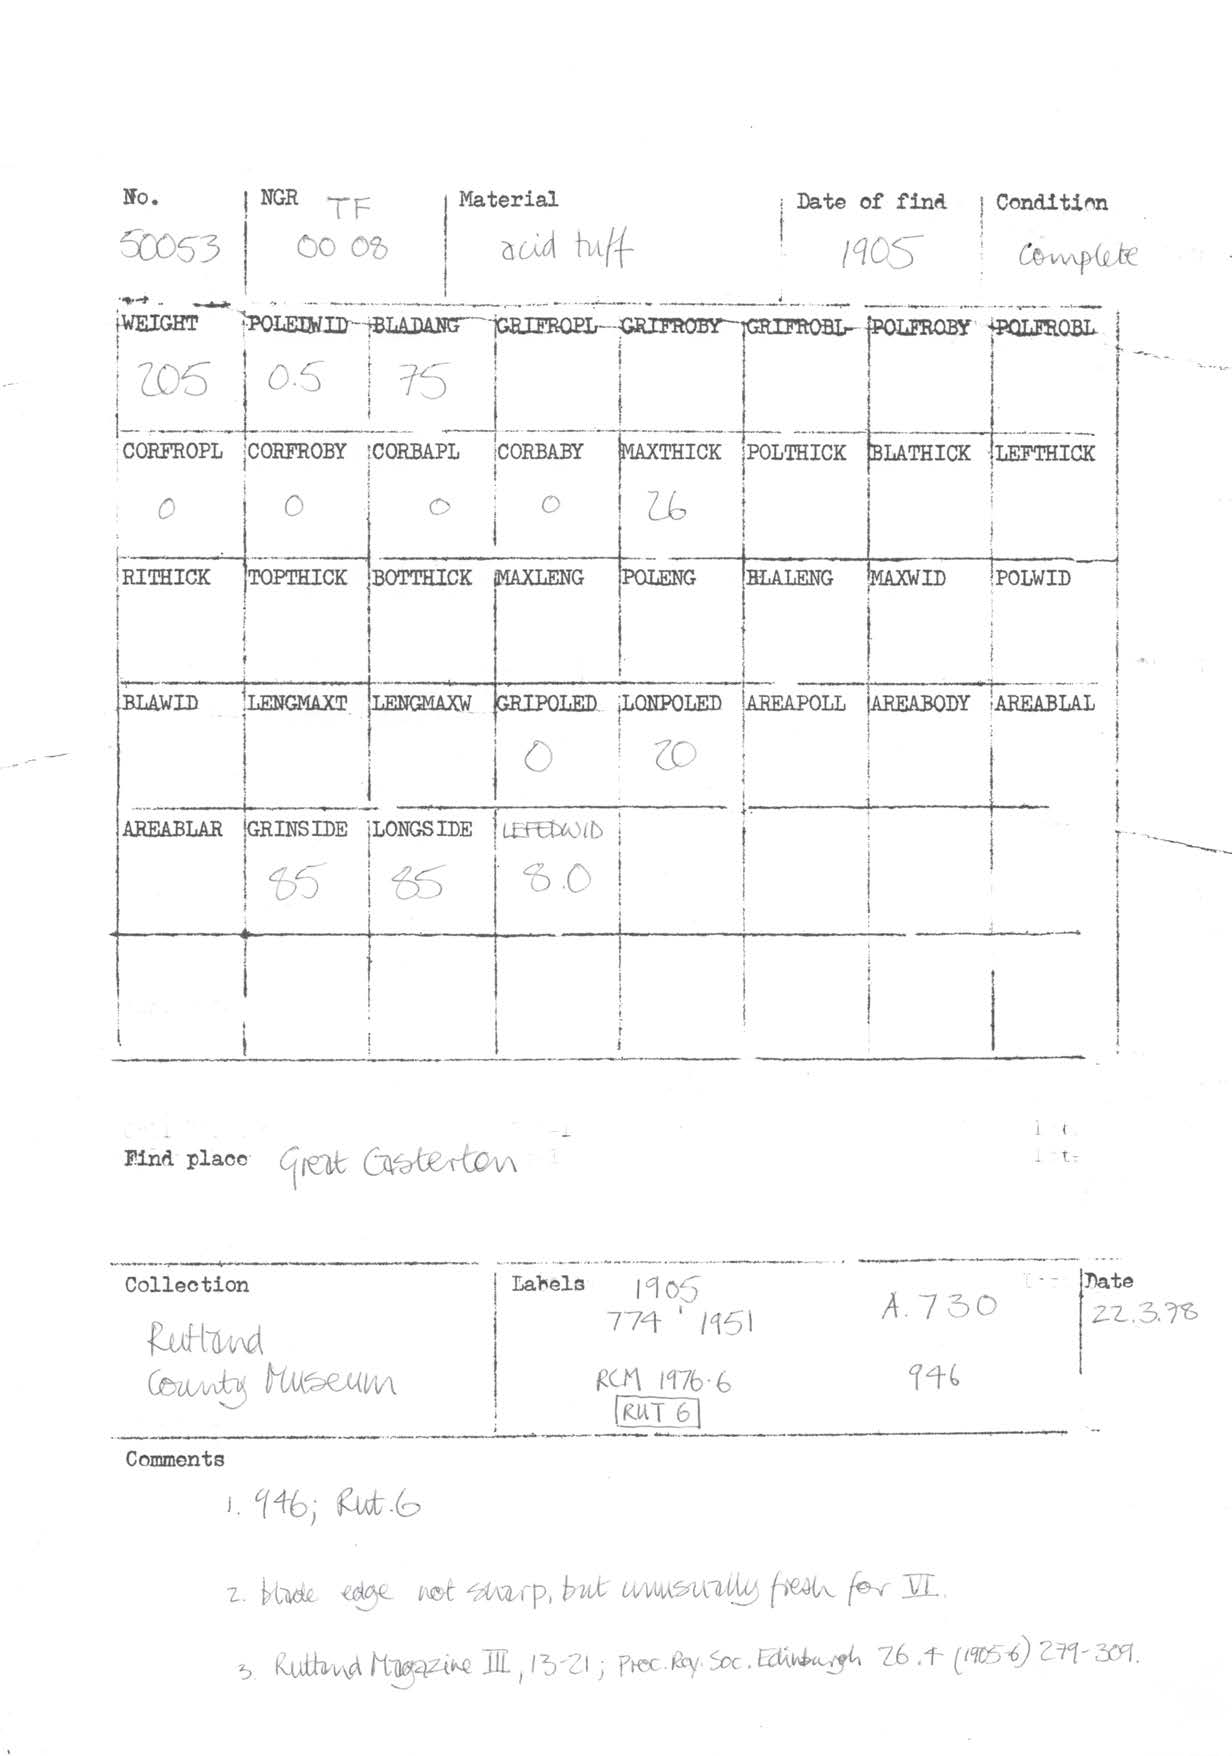 No. NGR TF Material Date of find Condition
50053 00 08 acid tuff 1905 Complete
WEIGHT POLEDWID BLADANG GRIFROPL GRIFROBY GRIFROBL POLFROBY POLFROBL
205 0.5 75
CORFROPL CORFROBY CORBAPL CORBABY MAXTHICK POLTHICK BLATHICK LEFTHICK
0 0 0 0 26
RITHICK TOPTHICK BOTTHICK MAXLENG POLENG BLALENG MAXWID POLWID
BLAWID LENGMAXT LENGMAXW GRIPOLED LONPOLED AREAPOLL AREABODY AREABLAL
0 20
AREABLAR GRINSIDE LONGSIDE LEFEDWID
85 85 8.0
Find place Great Casterton
Collection Labels 1905 Date
774 ' 1951 A.730 22.3.78
Rutland
County Museum RCM 1976.6 946
RUT 6
Comments
1. 946; Rut.6
2. blade edge not sharp, but unusually fresh for VI.
3. Rutland Magazine III, 13-21; Proc. Roy. Soc. Edinburgh 26.4 (1905-6) 279-309.